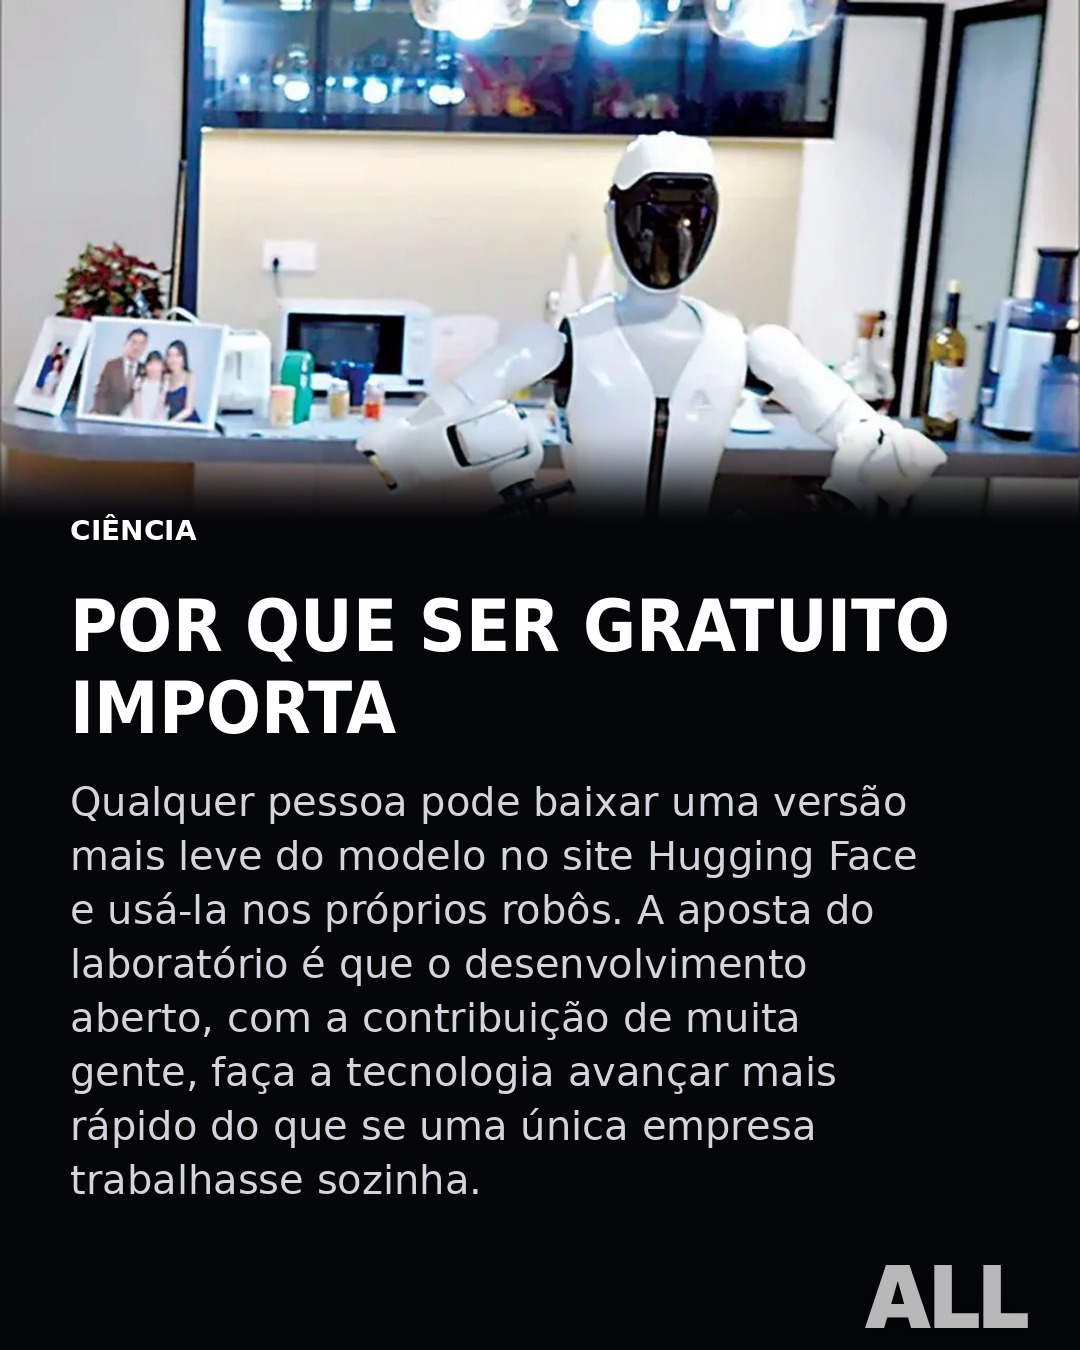 CIÊNCIA
POR QUE SER GRATUITO
IMPORTA
Qualquer pessoa pode baixar uma versão
mais leve do modelo no site Hugging Face
e usá-la nos próprios robôs. A aposta do
laboratório é que o desenvolvimento
aberto, com a contribuição de muita
gente, faça a tecnologia avançar mais
rápido do que se uma única empresa
trabalhasse sozinha.
ALL